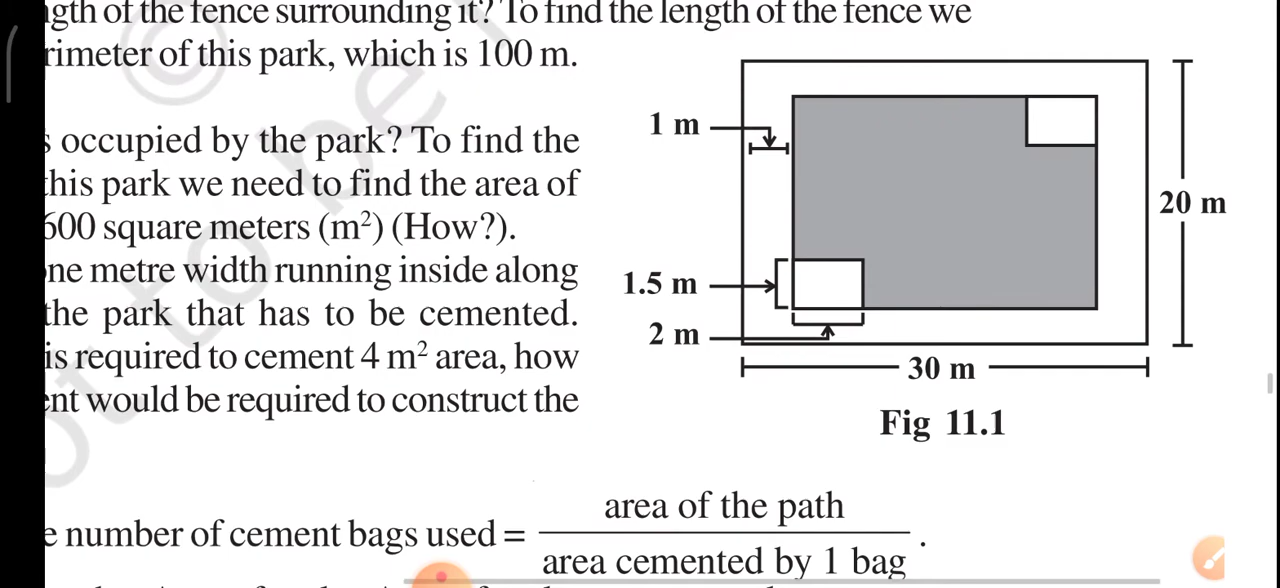 gth of the fence surrounding it? To find the length of the fence we
rimeter of this park, which is 100 m.
s occupied by the park? To find the
this park we need to find the area of
600 square meters (m²) (How?).
ne metre width running inside along
the park that has to be cemented.
is required to cement 4 m² area, how
ent would be required to construct the
1 m
20 m
1.5 m
2 m
30 m
Fig 11.1
e number of cement bags used = area of the path / area cemented by 1 bag .